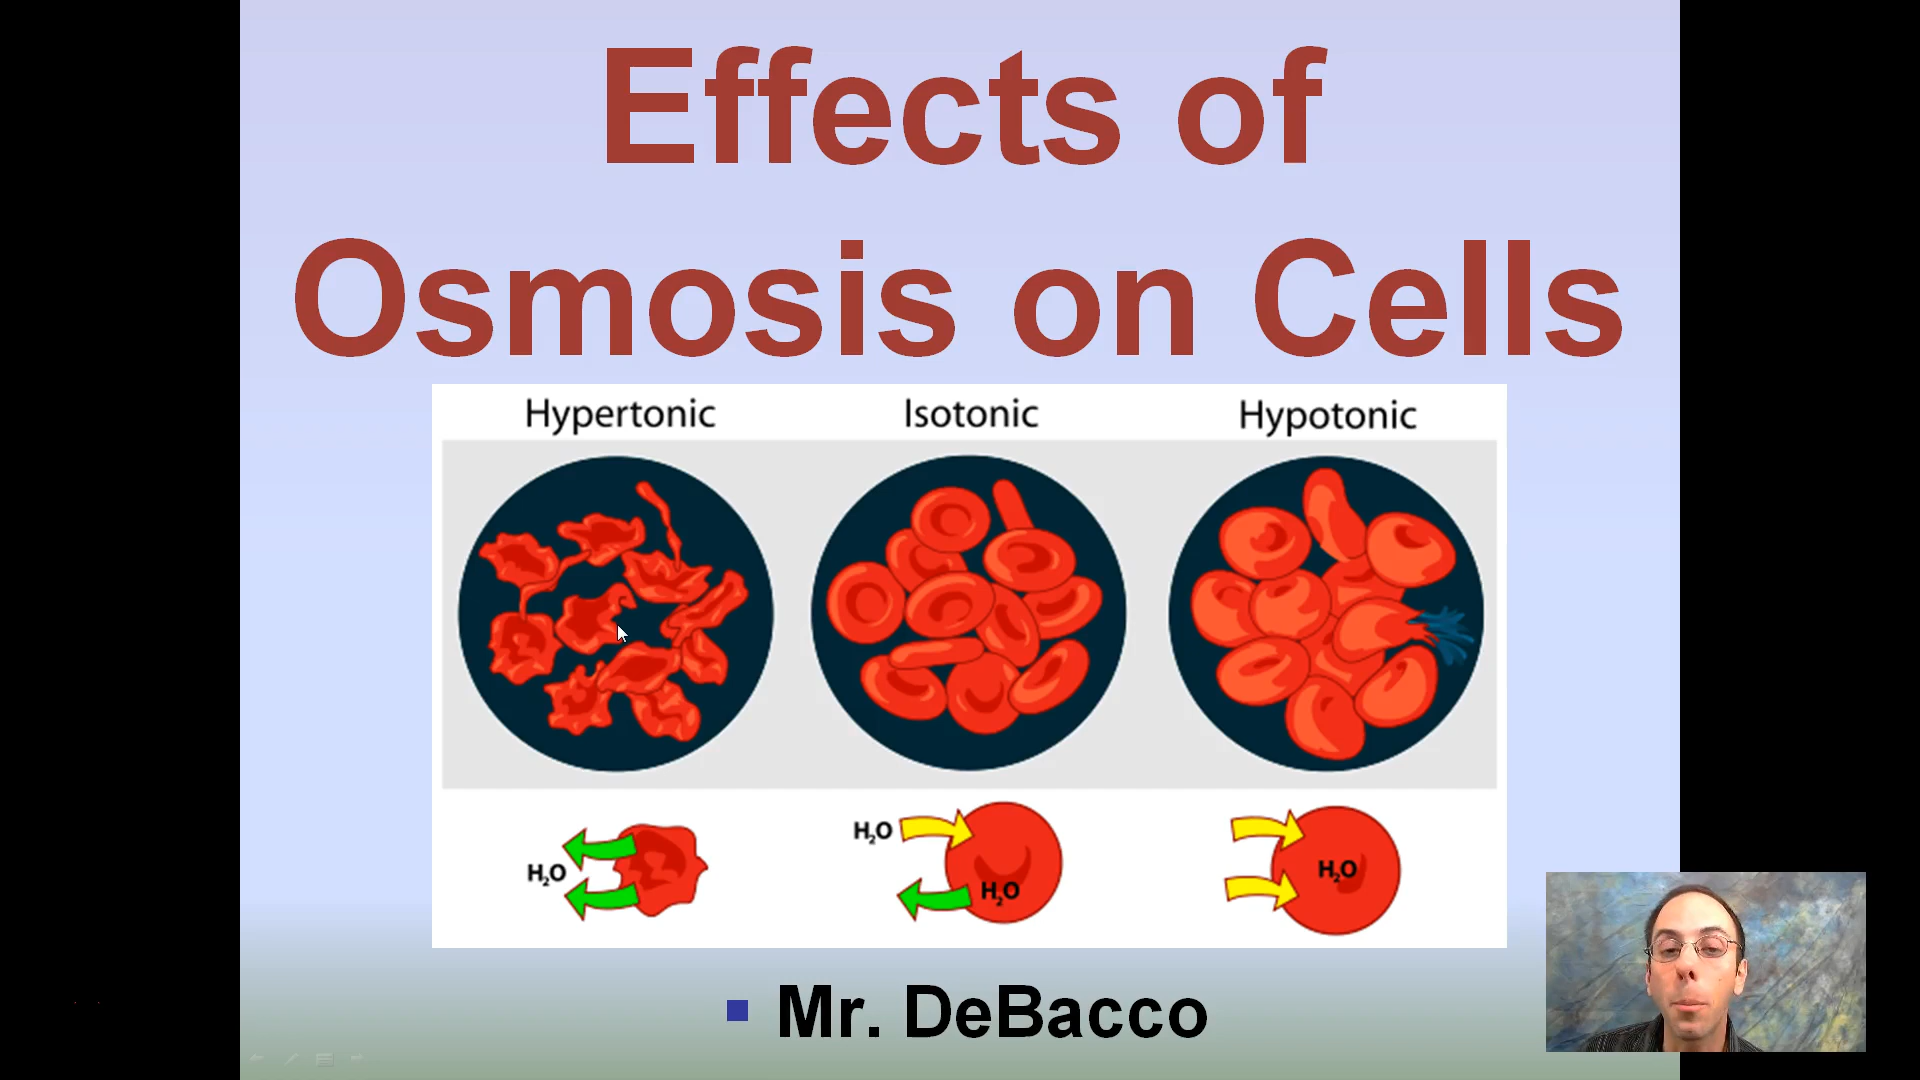 Effects of
Osmosis on Cells
Hypertonic Isotonic Hypotonic
H₂O
H₂O
H₂O
H₂O
Mr. DeBacco